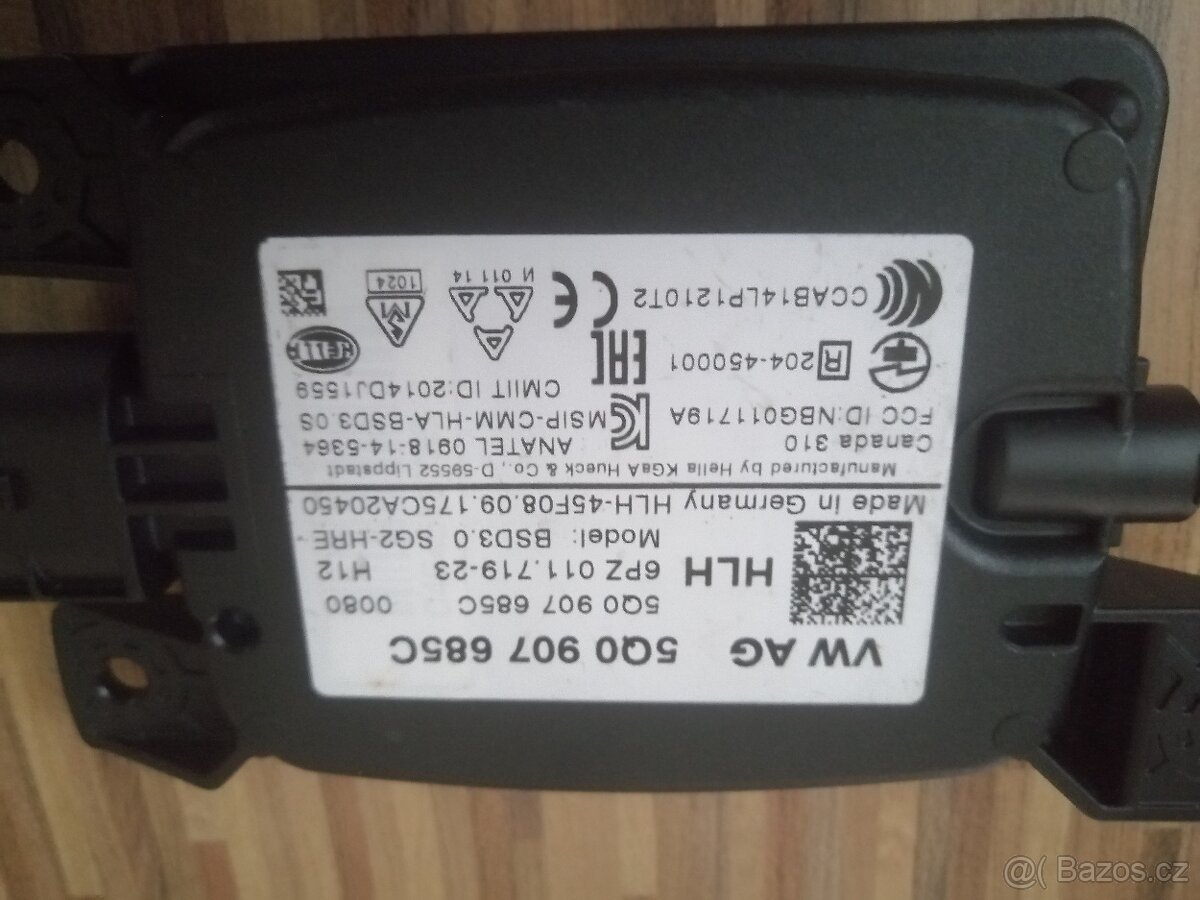 VW AG 5Q0 907 685C
5Q0 907 685C 0080
HLH 6PZ 011.719-23 H12
Model: BSD3.0 SG2-HRE-
Made in Germany HLH-45F08.09.175CA20450
Manufactured by Hella KGaA Hueck & Co., D-59552 Lippstadt
Canada 310
ANATEL 0918-14-5364
FCC ID:NBG011719A
MSIP-CMM-HLA-BSD3.0S
R 204-450001
EAC
CMIIT ID:2014DJ1559
HELLA
CCAB14LP1210T2
CE
И 011 14
1024
@( Bazos.cz